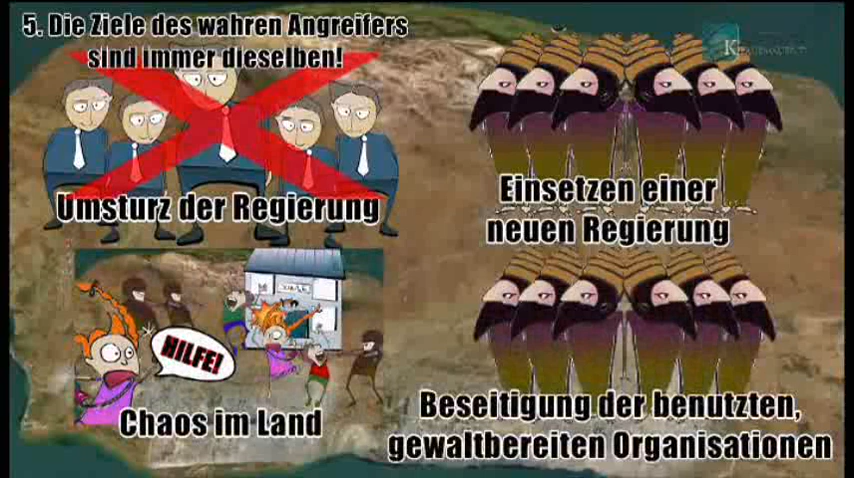 5. Die Ziele des wahren Angreifers
sind immer dieselben!
Umsturz der Regierung
Einsetzen einer
neuen Regierung
HILFE!
Chaos im Land
Beseitigung der benutzten,
gewaltbereiten Organisationen